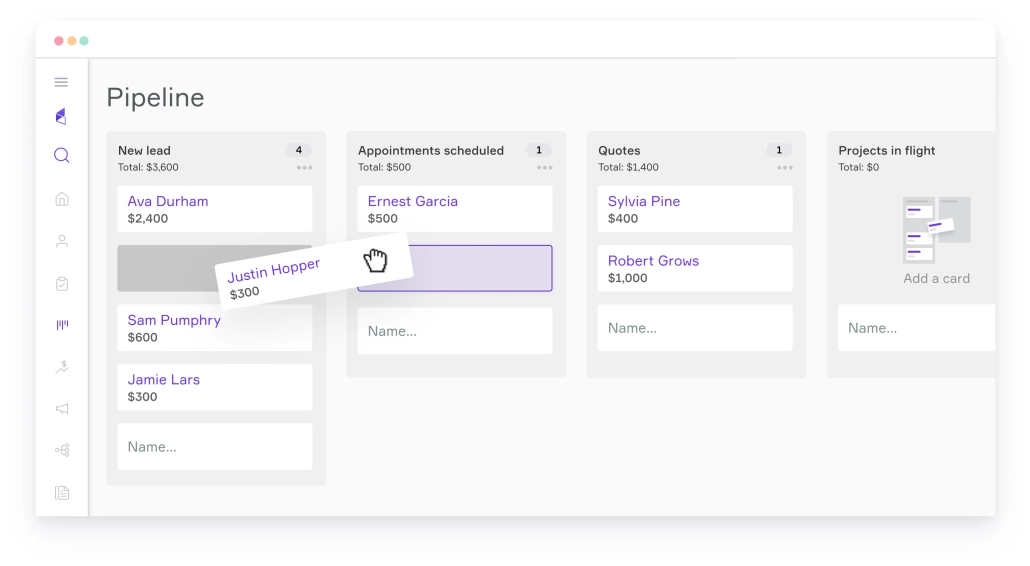 Pipeline
New lead
4
Total: $3,600
Ava Durham
$2,400
Justin Hopper
$300
Sam Pumphry
$600
Jamie Lars
$300
Name...
Appointments scheduled
1
Total: $500
Ernest Garcia
$500
Name...
Quotes
1
Total: $1,400
Sylvia Pine
$400
Robert Grows
$1,000
Name...
Projects in flight
Total: $0
Add a card
Name...